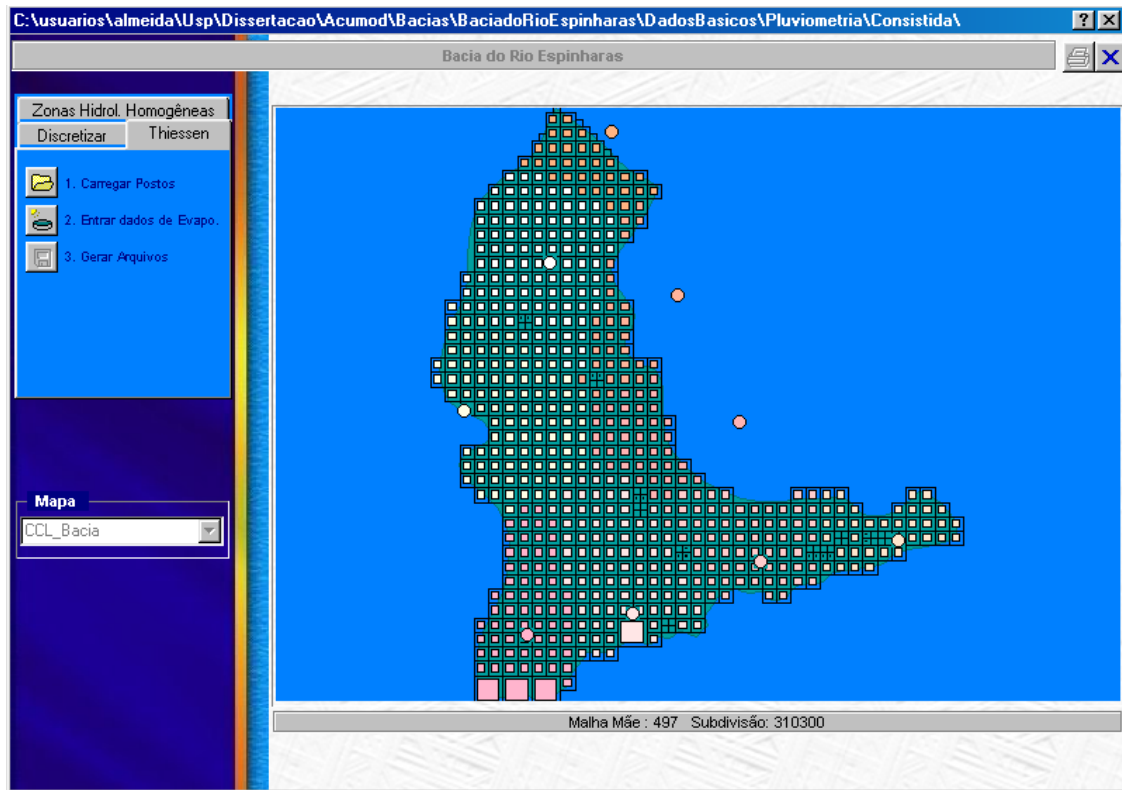 C:\usuarios\almeida\Usp\Dissertacao\Acumod\Bacias\BaciadoRioEspinharas\DadosBasicos\Pluviometria\Consistida\
Bacia do Rio Espinharas
Zonas Hidrol. Homogêneas
Discretizar Thiessen
1. Carregar Postos
2. Entrar dados de Evapo.
3. Gerar Arquivos
Mapa
CCL_Bacia
Malha Mãe : 497 Subdivisão: 310300